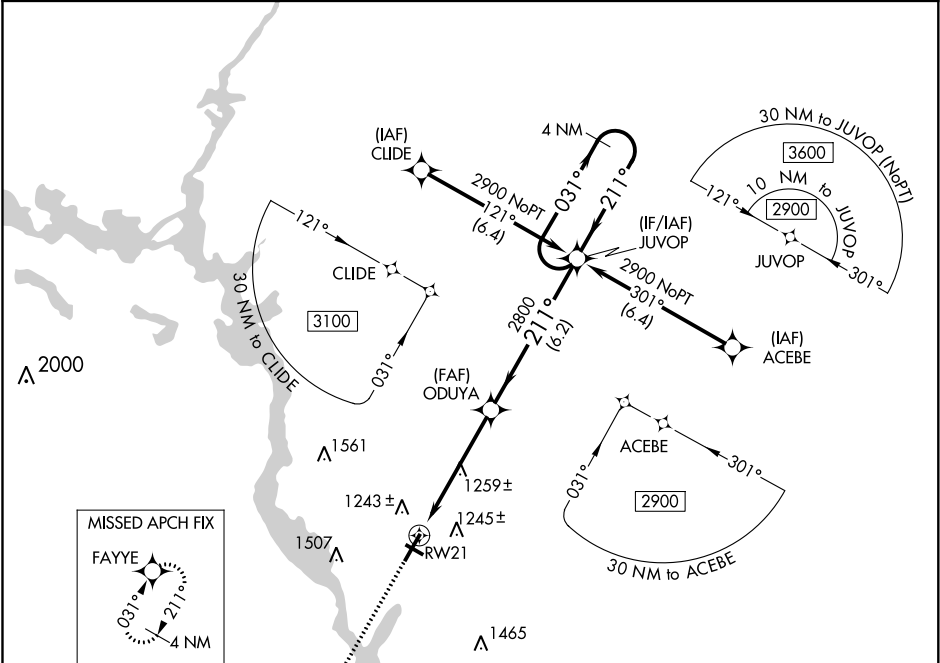 (IAF)
CLIDE
2900 NoPT
121°
(6.4)
4 NM
031°
211°
(IF/IAF)
JUVOP
2900 NoPT
301°
(6.4)
(IAF)
ACEBE
30 NM to JUVOP (NoPT)
3600
10 NM to JUVOP
2900
121°
JUVOP
301°
121°
CLIDE
30 NM to CLIDE
3100
031°
2800
211°
(6.2)
(FAF)
ODUYA
2000
1561
1259±
1243±
1245±
1507
RW21
1465
ACEBE
031°
301°
2900
30 NM to ACEBE
MISSED APCH FIX
FAYYE
031°
211°
4 NM